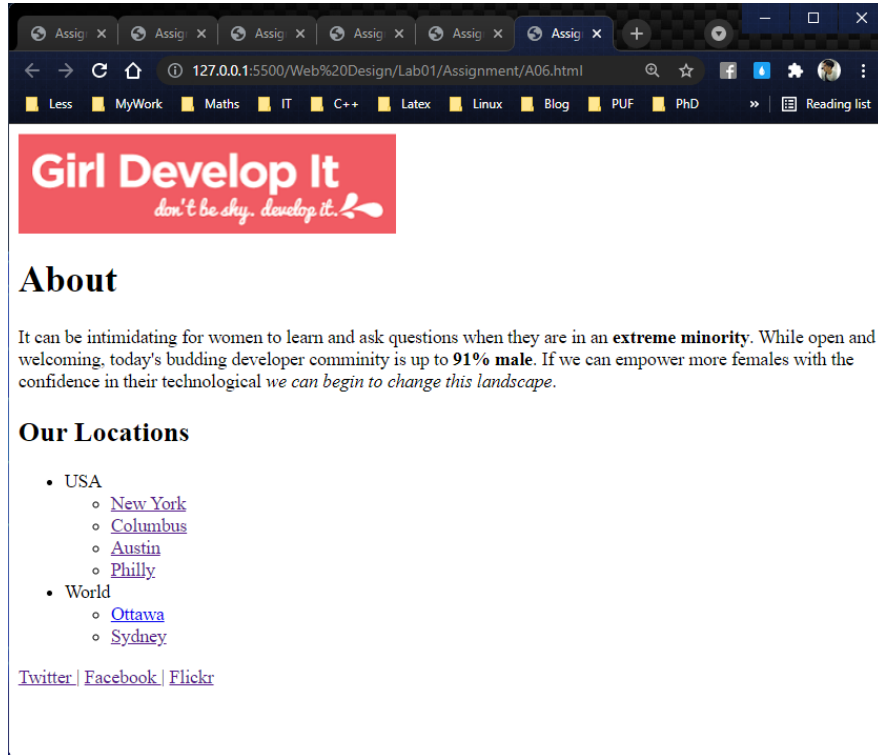 Assig Assig Assig Assig Assig Assig
127.0.0.1:5500/Web%20Design/Lab01/Assignment/A06.html
Less MyWork Maths IT C++ Latex Linux Blog PUF PhD » Reading list
Girl Develop It
don't be shy. develop it.
About
It can be intimidating for women to learn and ask questions when they are in an extreme minority. While open and
welcoming, today's budding developer comminity is up to 91% male. If we can empower more females with the
confidence in their technological we can begin to change this landscape.
Our Locations
USA
New York
Columbus
Austin
Philly
World
Ottawa
Sydney
Twitter | Facebook | Flickr